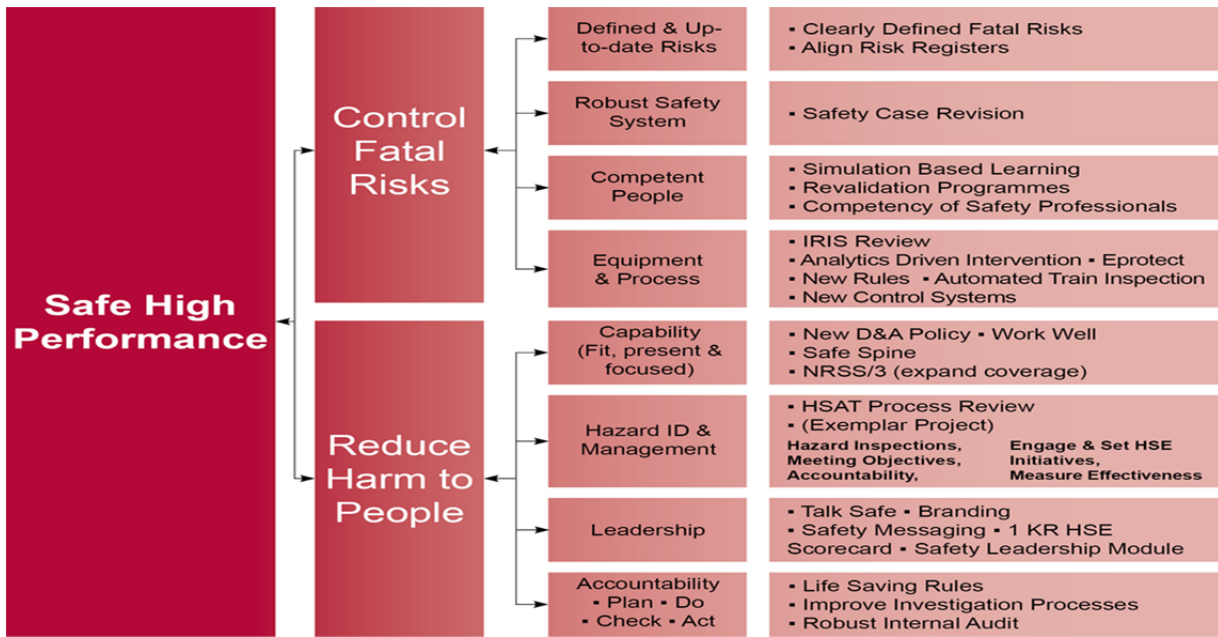 Safe High
Performance
Control
Fatal
Risks
Defined & Up-
to-date Risks
▪ Clearly Defined Fatal Risks
▪ Align Risk Registers
Robust Safety
System
▪ Safety Case Revision
Competent
People
▪ Simulation Based Learning
▪ Revalidation Programmes
▪ Competency of Safety Professionals
Equipment
& Process
▪ IRIS Review
▪ Analytics Driven Intervention ▪ Eprotect
▪ New Rules ▪ Automated Train Inspection
▪ New Control Systems
Reduce
Harm to
People
Capability
(Fit, present &
focused)
▪ New D&A Policy ▪ Work Well
▪ Safe Spine
▪ NRSS/3 (expand coverage)
Hazard ID &
Management
▪ HSAT Process Review
▪ (Exemplar Project)
Hazard Inspections,
Meeting Objectives,
Accountability,
Engage & Set HSE
Initiatives,
Measure Effectiveness
Leadership
▪ Talk Safe ▪ Branding
▪ Safety Messaging ▪ 1 KR HSE
Scorecard ▪ Safety Leadership Module
Accountability
▪ Plan ▪ Do
▪ Check ▪ Act
▪ Life Saving Rules
▪ Improve Investigation Processes
▪ Robust Internal Audit